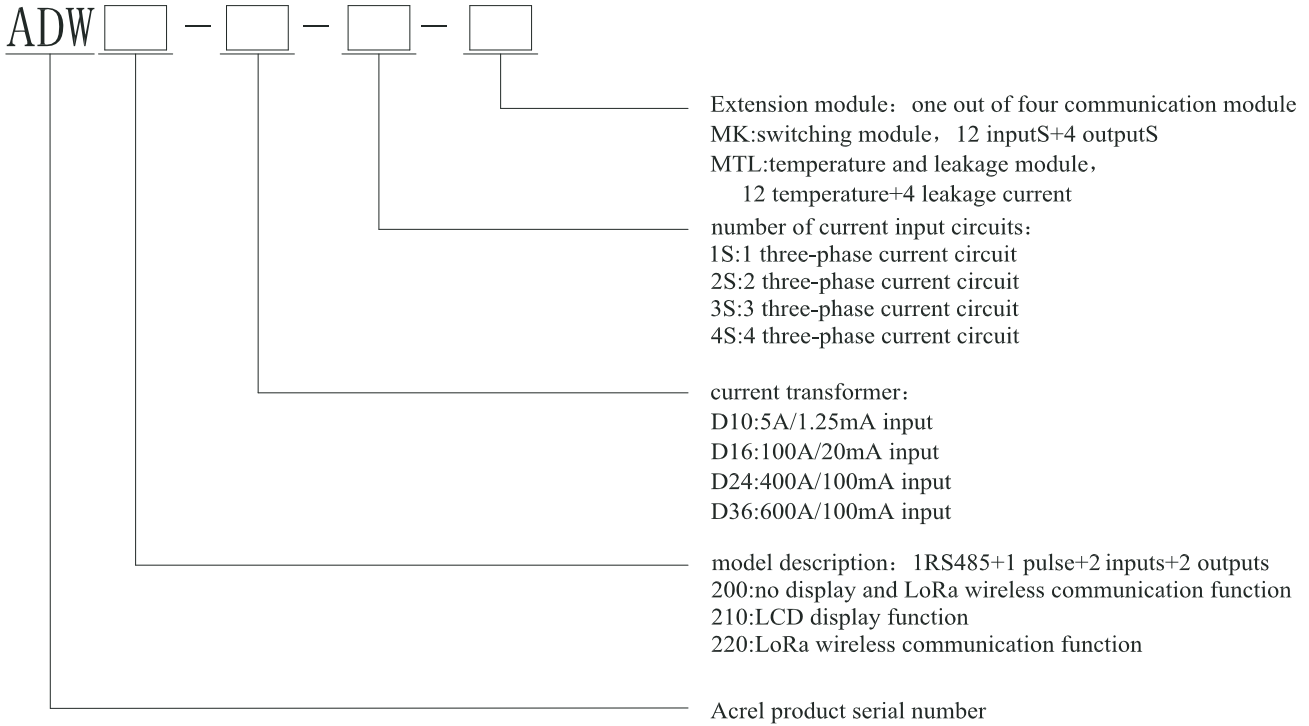 ADW — — —
Extension module：one out of four communication module
MK:switching module，12 inputS+4 outputS
MTL:temperature and leakage module，
12 temperature+4 leakage current
number of current input circuits：
1S:1 three-phase current circuit
2S:2 three-phase current circuit
3S:3 three-phase current circuit
4S:4 three-phase current circuit
current transformer：
D10:5A/1.25mA input
D16:100A/20mA input
D24:400A/100mA input
D36:600A/100mA input
model description：1RS485+1 pulse+2 inputs+2 outputs
200:no display and LoRa wireless communication function
210:LCD display function
220:LoRa wireless communication function
Acrel product serial number